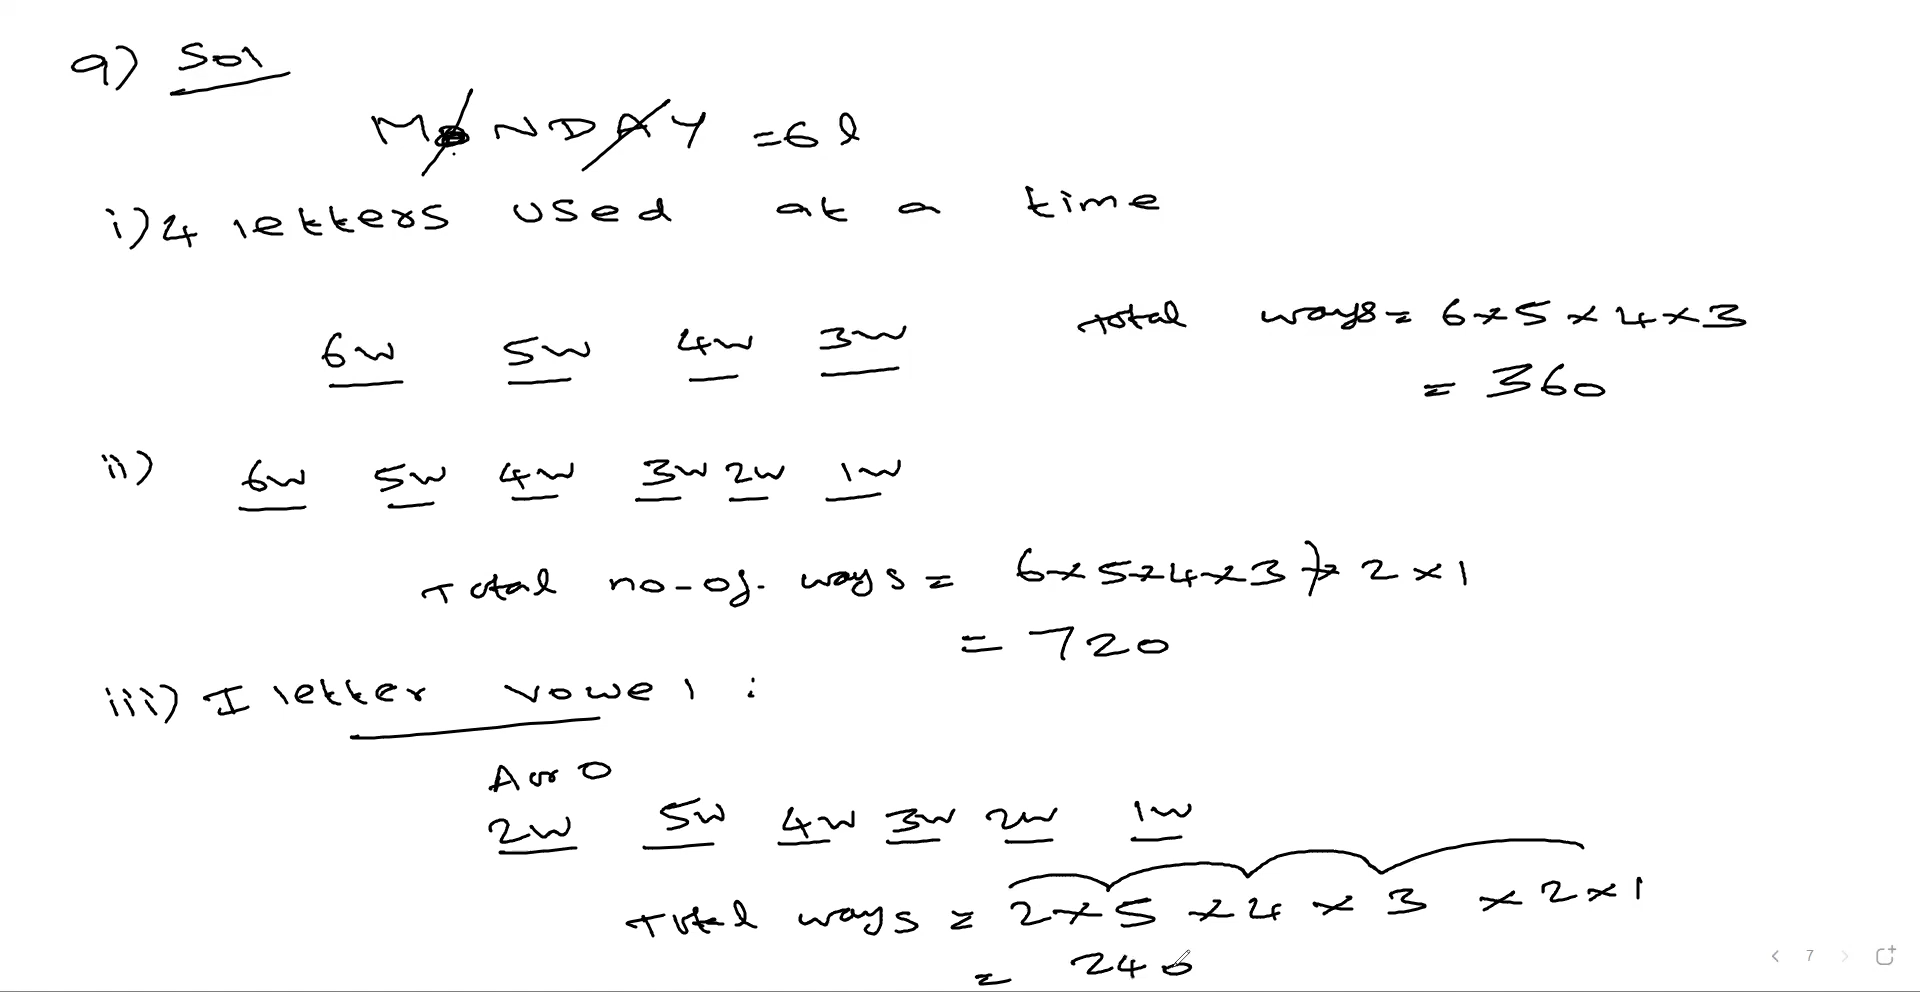 9) Sol
MONDAY = 6 l
i) 4 letters used at a time
6w 5w 4w 3w
total ways = 6 x 5 x 4 x 3
= 360
ii) 6w 5w 4w 3w 2w 1w
Total no-of. ways = 6 x 5 x 4 x 3 x 2 x 1
= 720
iii) I letter vowel :
A or O
2w 5w 4w 3w 2w 1w
Total ways = 2 x 5 x 4 x 3 x 2 x 1
= 240
7